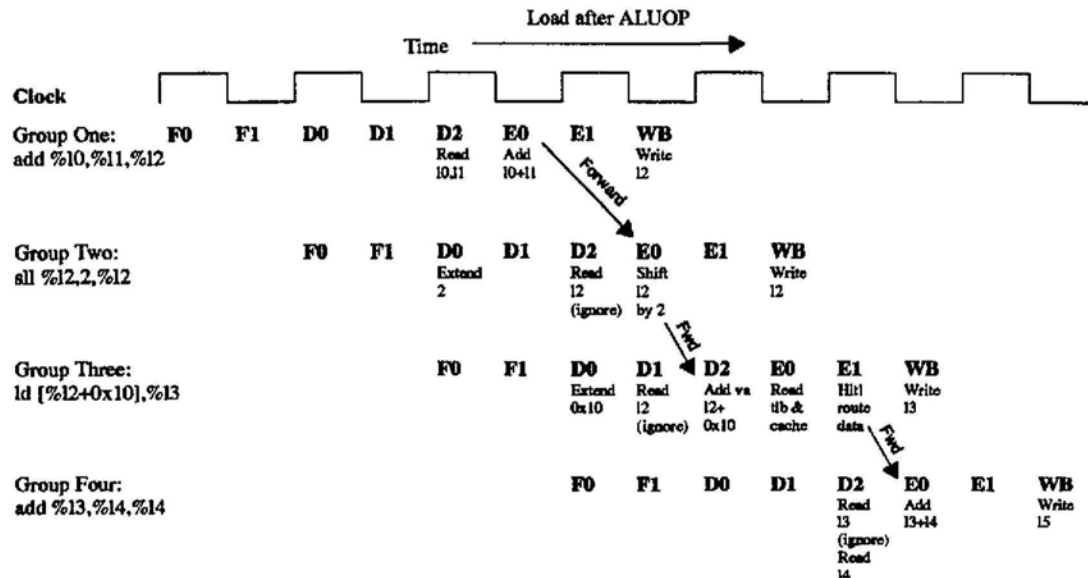 Load after ALUOP
Time
Clock
Group One:
add %l0,%l1,%l2
F0 F1 D0 D1 D2 E0 E1 WB
Read Add Write
l0,l1 l0+l1 l2
Forward
Group Two:
sll %l2,2,%l2
F0 F1 D0 D1 D2 E0 E1 WB
Extend Read Shift Write
2 l2 l2 l2
(ignore) by 2
Fwd
Group Three:
ld [%l2+0x10],%l3
F0 F1 D0 D1 D2 E0 E1 WB
Extend Read Add va Read Hit! Write
0x10 l2 l2+ tlb & route l3
(ignore) 0x10 cache data
Fwd
Group Four:
add %l3,%l4,%l4
F0 F1 D0 D1 D2 E0 E1 WB
Read Add Write
l3 l3+l4 l5
(ignore)
Read
l4